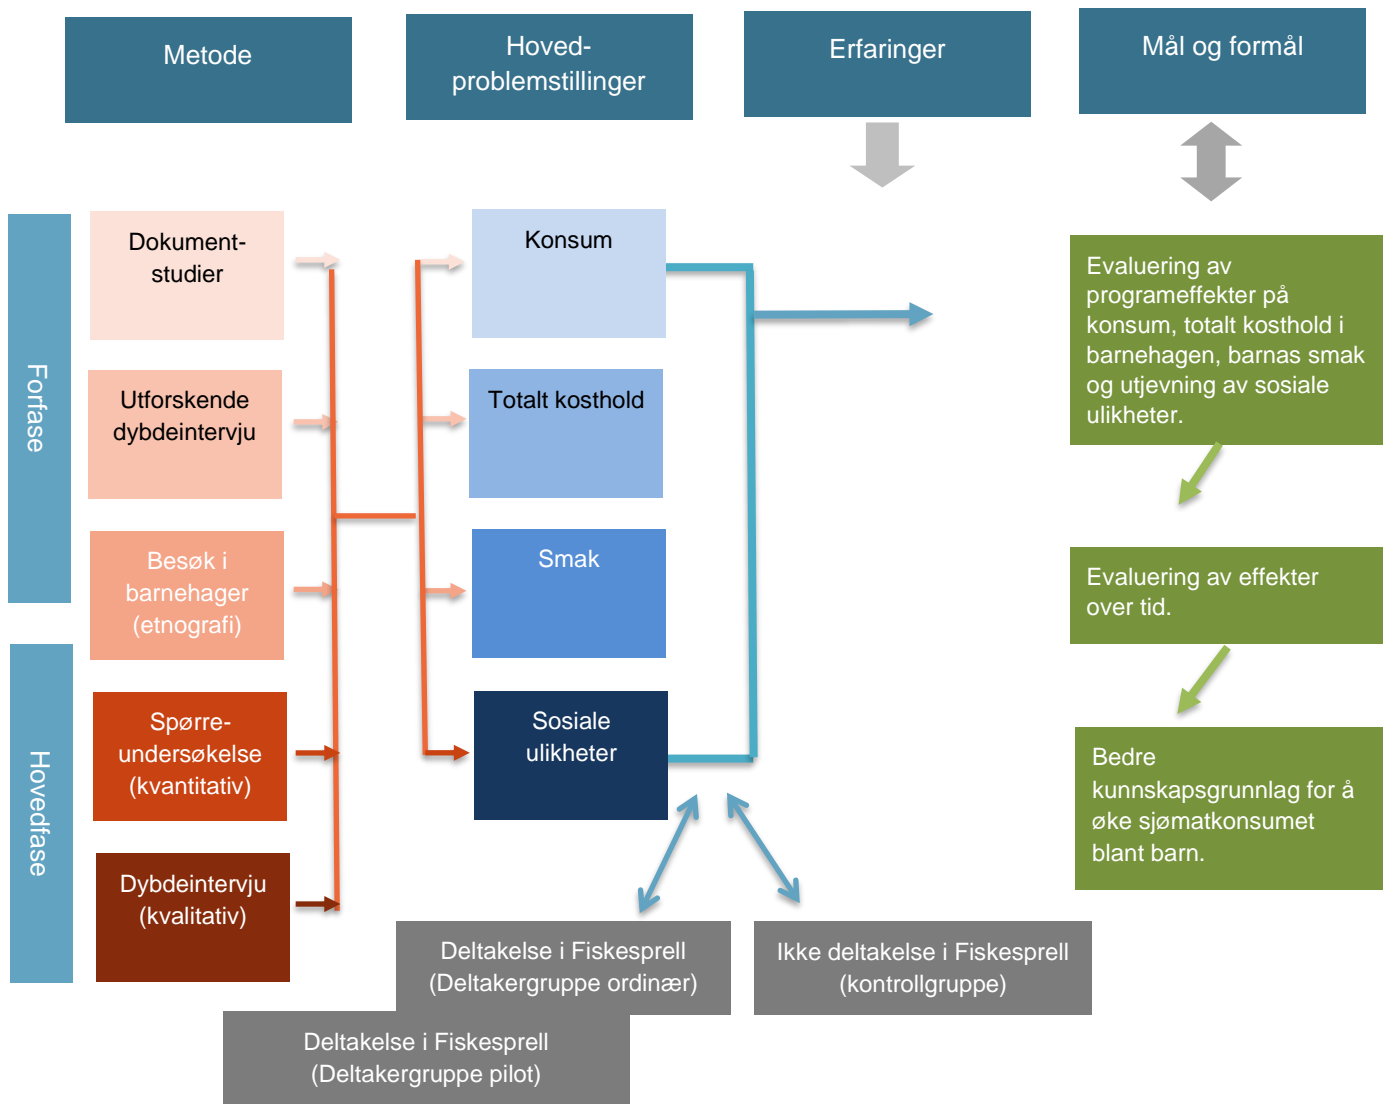 Metode
Hoved-
problemstillinger
Erfaringer
Mål og formål
Forfase
Hovedfase
Dokument-
studier
Utforskende
dybdeintervju
Besøk i
barnehager
(etnografi)
Spørre-
undersøkelse
(kvantitativ)
Dybdeintervju
(kvalitativ)
Konsum
Totalt kosthold
Smak
Sosiale
ulikheter
Evaluering av
programeffekter på
konsum, totalt kosthold i
barnehagen, barnas smak
og utjevning av sosiale
ulikheter.
Evaluering av effekter
over tid.
Bedre
kunnskapsgrunnlag for å
øke sjømatkonsumet
blant barn.
Deltakelse i Fiskesprell
(Deltakergruppe ordinær)
Ikke deltakelse i Fiskesprell
(kontrollgruppe)
Deltakelse i Fiskesprell
(Deltakergruppe pilot)